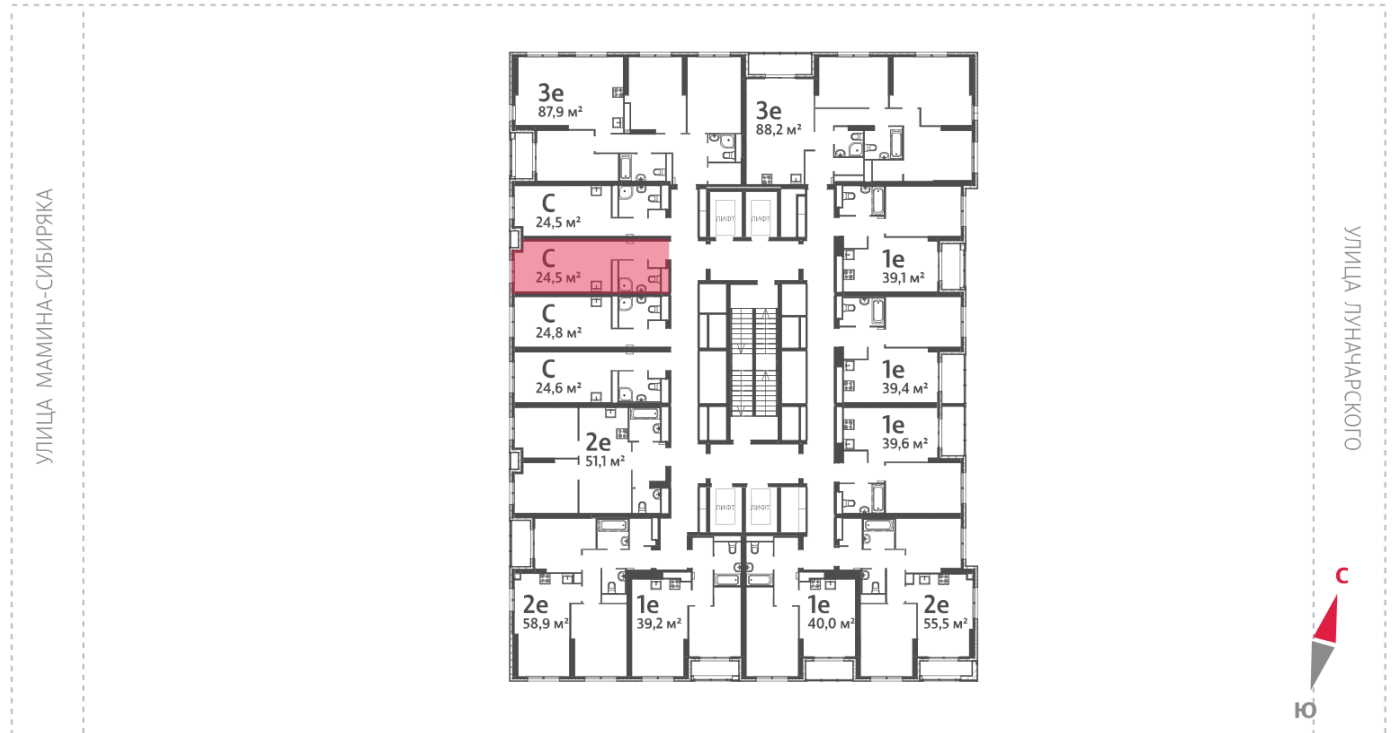 УЛИЦА МАМИНА-СИБИРЯКА
3е
87,9 м²
3е
88,2 м²
С
24,5 м²
ЛИФТ
ЛИФТ
С
24,5 м²
1е
39,1 м²
С
24,8 м²
С
24,6 м²
1е
39,4 м²
2е
51,1 м²
1е
39,6 м²
ЛИФТ
ЛИФТ
2е
58,9 м²
1е
39,2 м²
1е
40,0 м²
2е
55,5 м²
УЛИЦА ЛУНАЧАРСКОГО
С
Ю